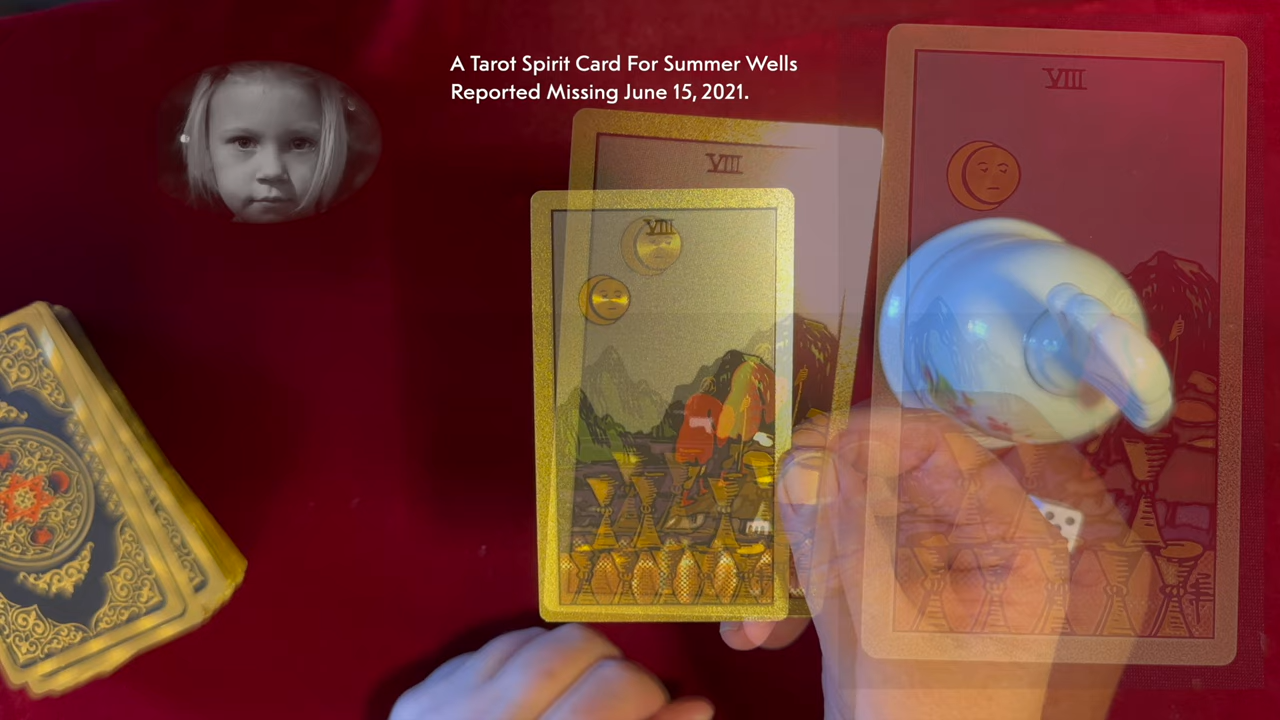 A Tarot Spirit Card For Summer Wells
Reported Missing June 15, 2021.
VIII
VIII
VIII